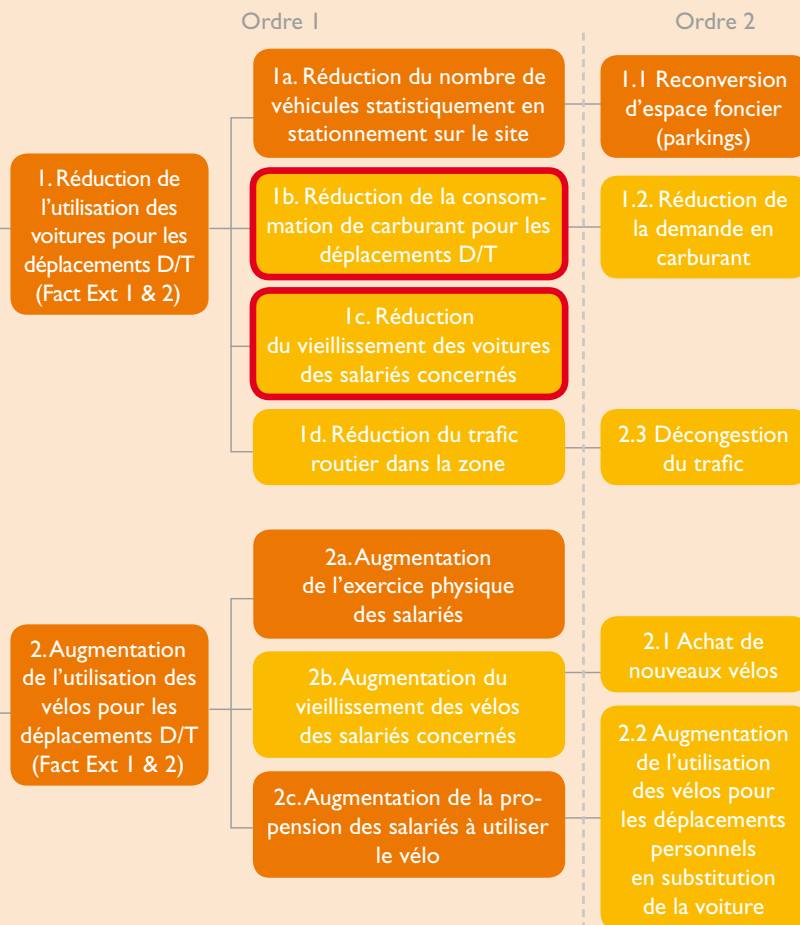 Ordre 1
Ordre 2
1. Réduction de
l'utilisation des
voitures pour les
déplacements D/T
(Fact Ext 1 & 2)
1a. Réduction du nombre de
véhicules statistiquement en
stationnement sur le site
1.1 Reconversion
d'espace foncier
(parkings)
1b. Réduction de la consom-
mation de carburant pour les
déplacements D/T
1.2. Réduction de
la demande en
carburant
1c. Réduction
du vieillissement des voitures
des salariés concernés
1d. Réduction du trafic
routier dans la zone
2.3 Décongestion
du trafic
2. Augmentation
de l'utilisation des
vélos pour les
déplacements D/T
(Fact Ext 1 & 2)
2a. Augmentation
de l'exercice physique
des salariés
2b. Augmentation du
vieillissement des vélos
des salariés concernés
2.1 Achat de
nouveaux vélos
2c. Augmentation de la pro-
pension des salariés à utiliser
le vélo
2.2 Augmentation
de l'utilisation
des vélos pour
les déplacements
personnels
en substitution
de la voiture